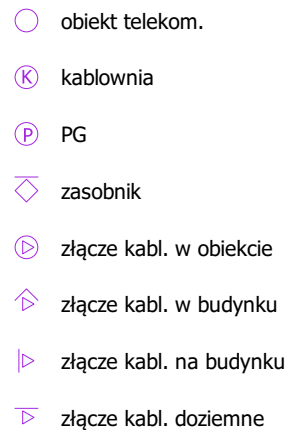 obiekt telekom.
K kablownia
P PG
zasobnik
złącze kabl. w obiekcie
złącze kabl. w budynku
złącze kabl. na budynku
złącze kabl. doziemne